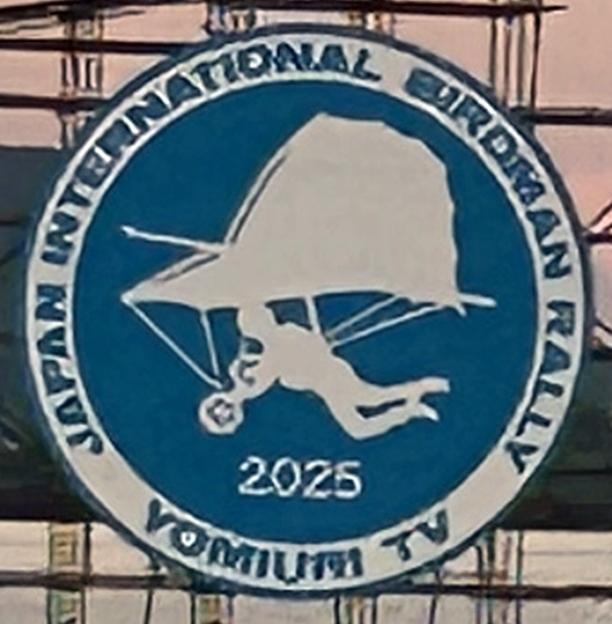 JAPAN INTERNATIONAL BIRDMAN RALLY
2025
YOMIURI TV